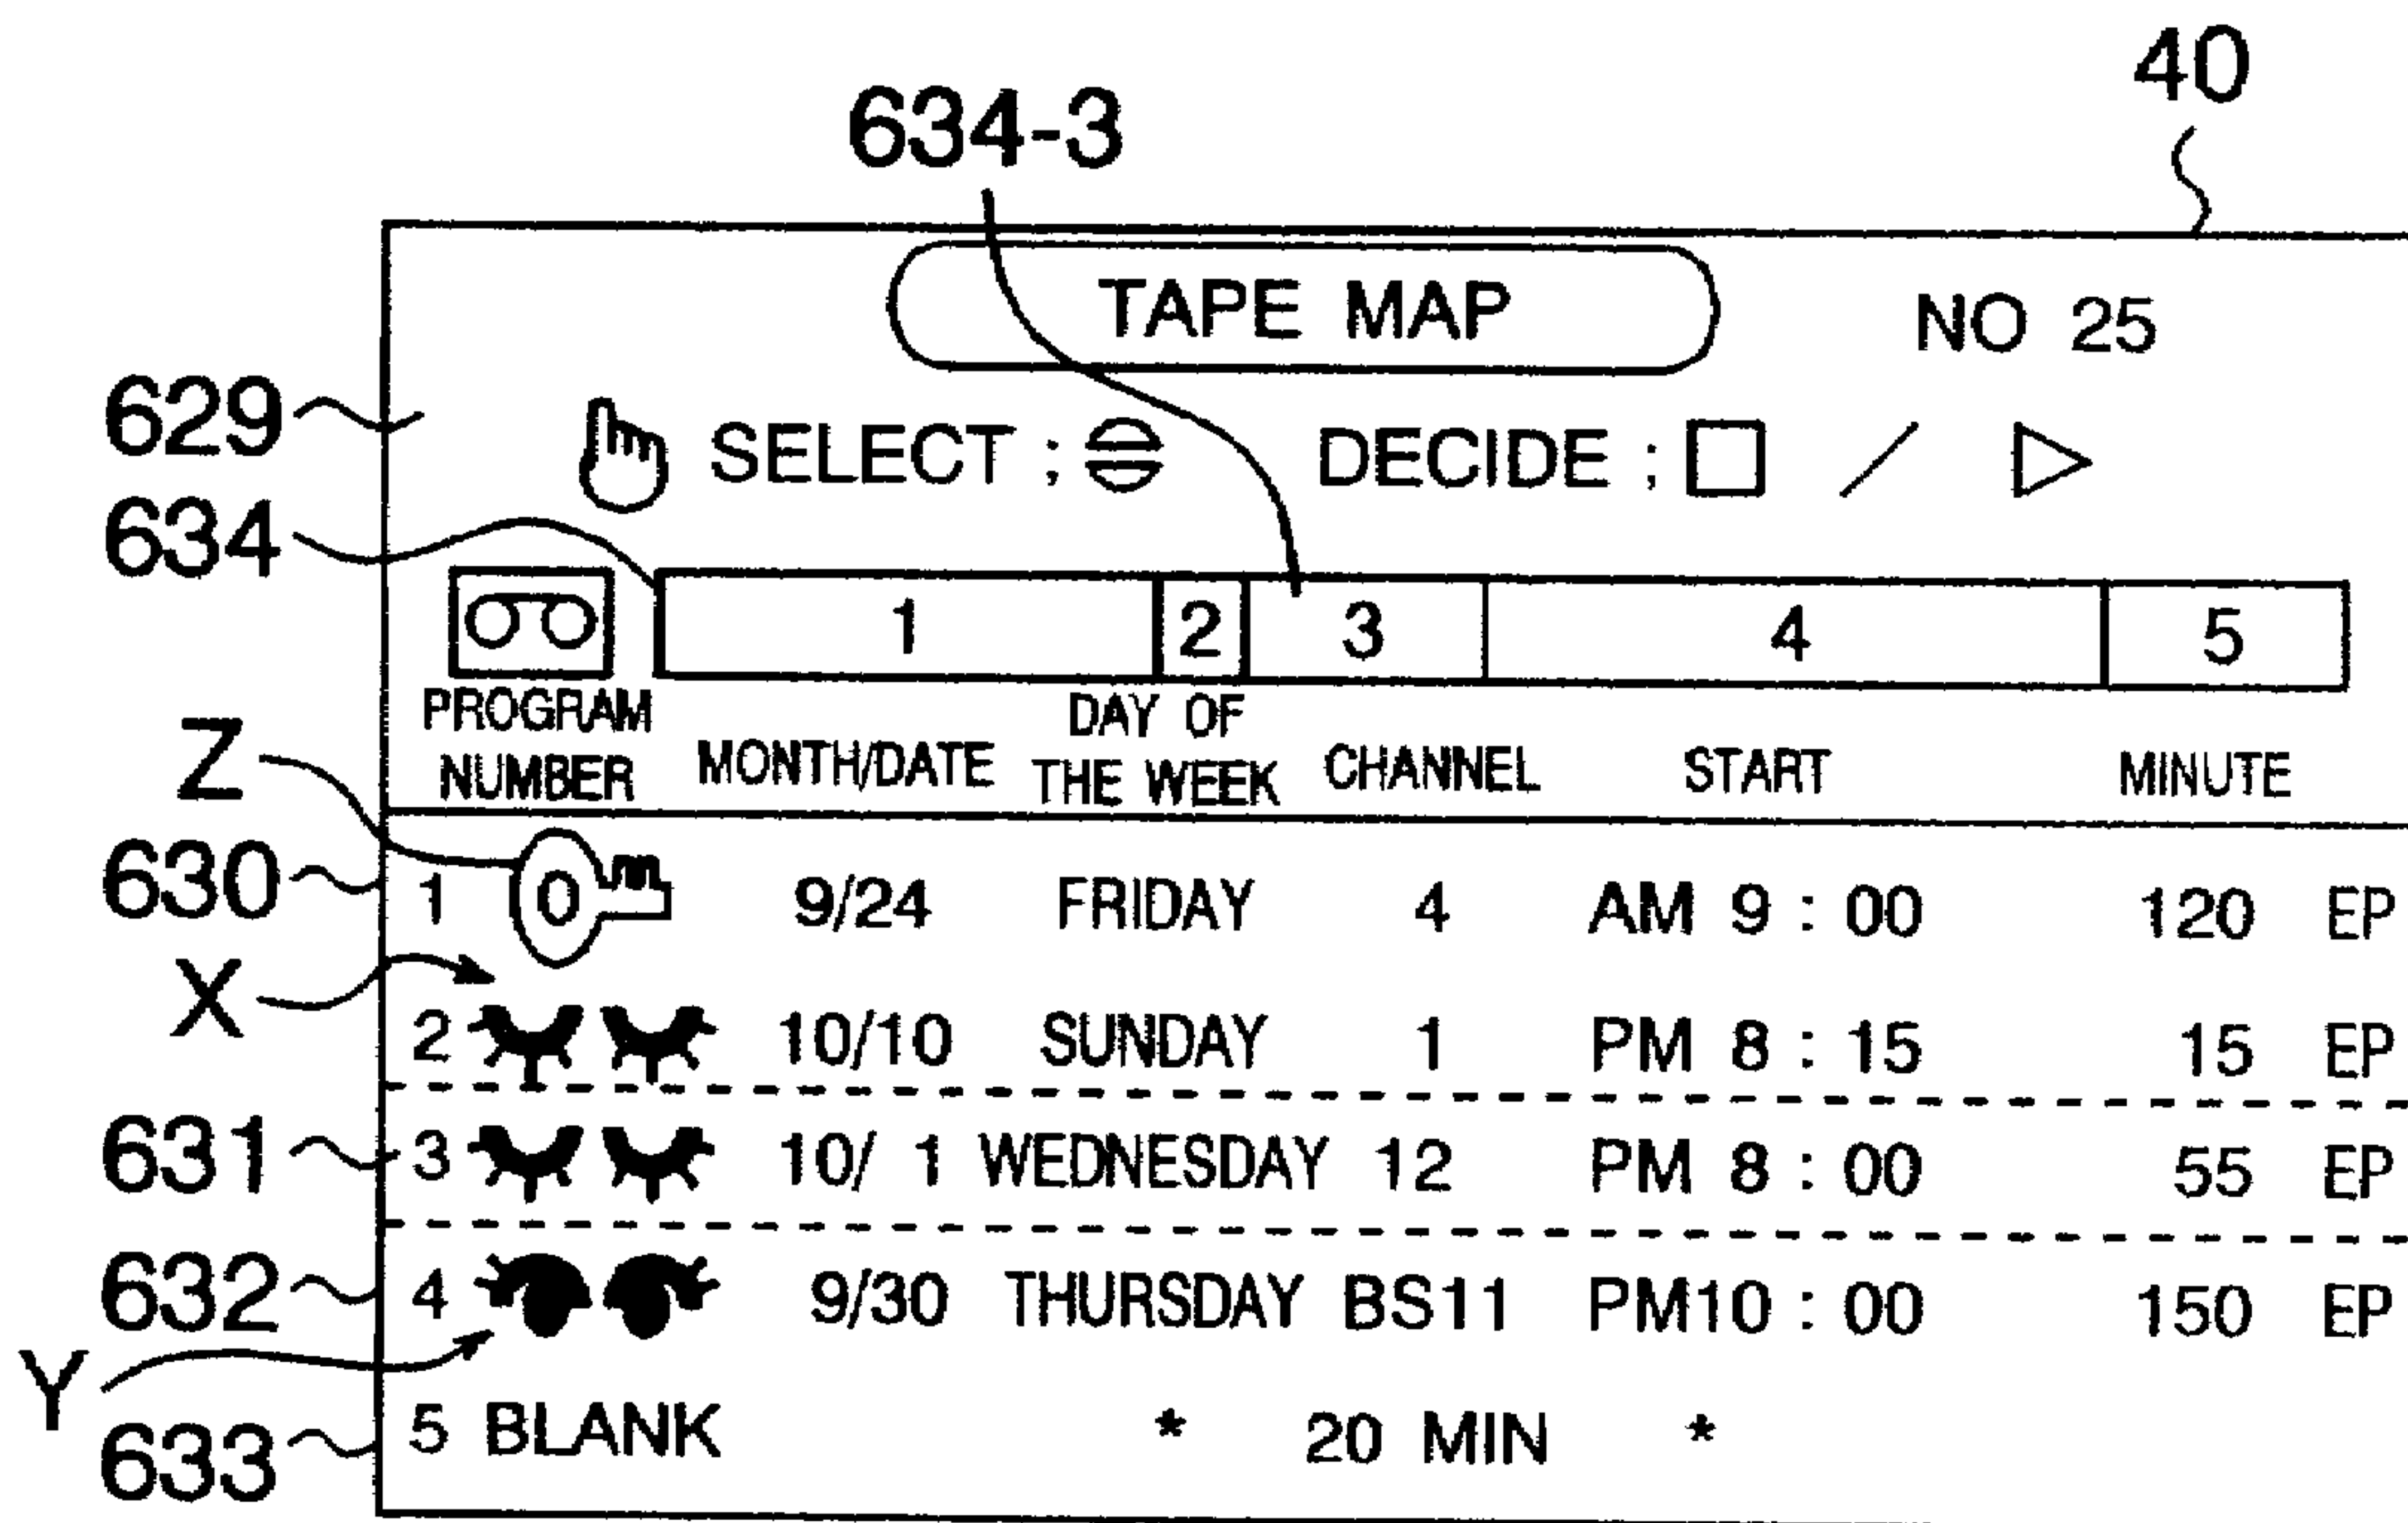 40
634-3
TAPE MAP NO 25
629
SELECT ; DECIDE ; /
634
1 2 3 4 5
PROGRAM NUMBER MONTH/DATE DAY OF THE WEEK CHANNEL START MINUTE
Z
630 1 9/24 FRIDAY 4 AM 9 : 00 120 EP
X
2 10/10 SUNDAY 1 PM 8 : 15 15 EP
631 3 10/ 1 WEDNESDAY 12 PM 8 : 00 55 EP
632 4 9/30 THURSDAY BS11 PM10 : 00 150 EP
Y
633 5 BLANK * 20 MIN *